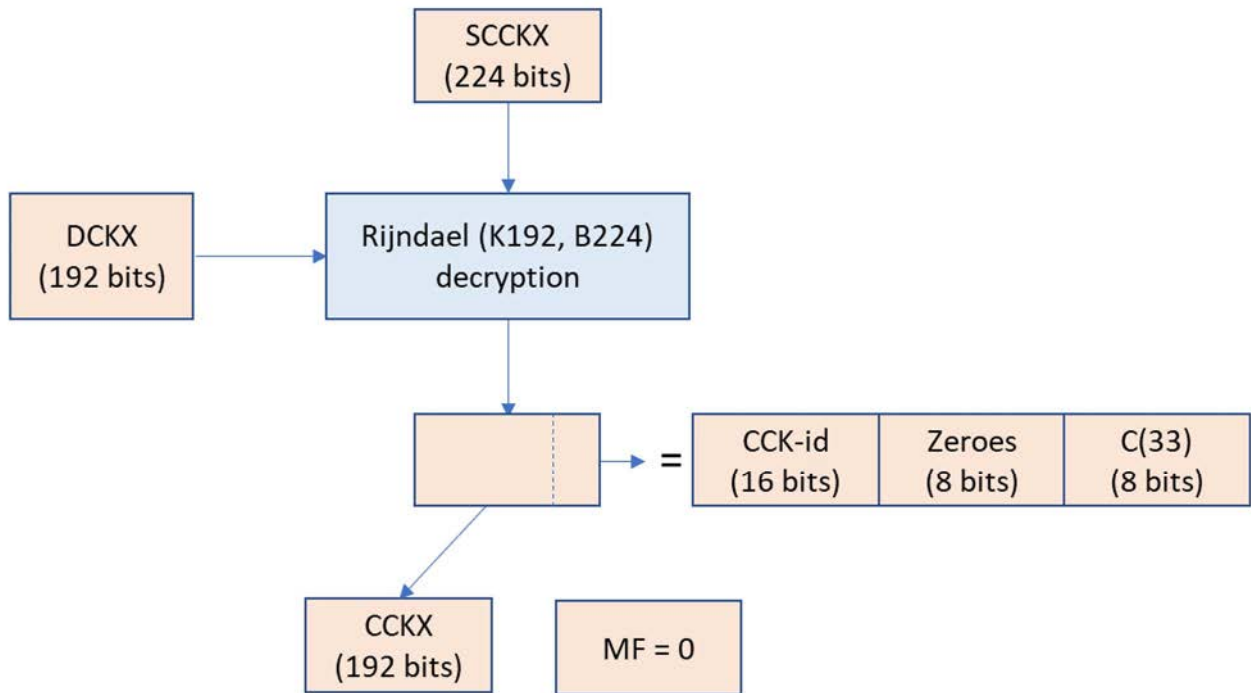 SCCKX
(224 bits)
DCKX
(192 bits)
Rijndael (K192, B224)
decryption
=
CCK-id
(16 bits)
Zeroes
(8 bits)
C(33)
(8 bits)
CCKX
(192 bits)
MF = 0